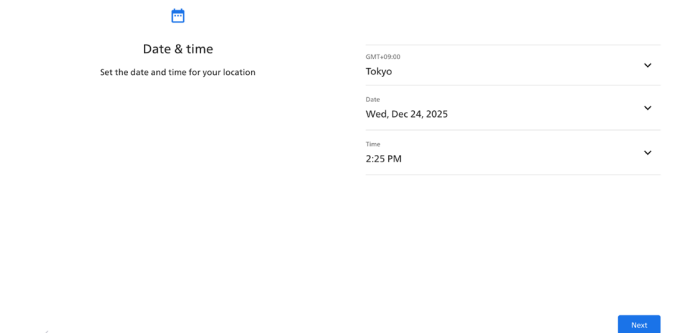 Date & time
Set the date and time for your location
GMT+09:00
Tokyo
Date
Wed, Dec 24, 2025
Time
2:25 PM
Next